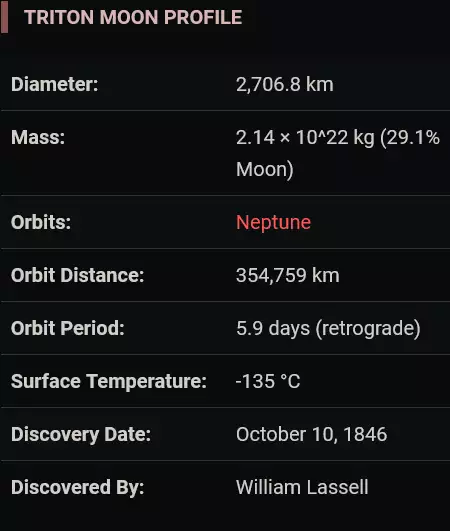 TRITON MOON PROFILE
Diameter: 2,706.8 km
Mass: 2.14 × 10^22 kg (29.1%
Moon)
Orbits: Neptune
Orbit Distance: 354,759 km
Orbit Period: 5.9 days (retrograde)
Surface Temperature: -135 °C
Discovery Date: October 10, 1846
Discovered By: William Lassell